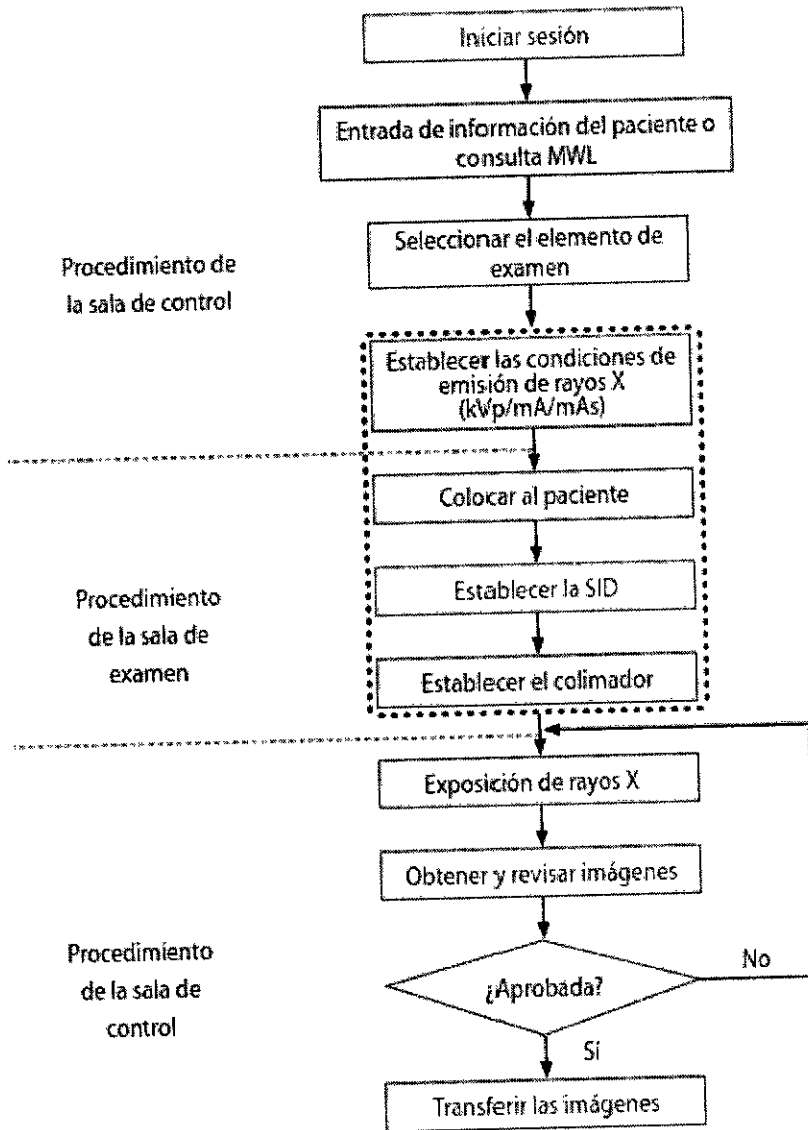 Iniciar sesión
Entrada de información del paciente o
consulta MWL
Seleccionar el elemento de
examen
Procedimiento de
la sala de control
Establecer las condiciones de
emisión de rayos X
(kVp/mA/mAs)
Colocar al paciente
Establecer la SID
Procedimiento
de la sala de
examen
Establecer el colimador
Exposición de rayos X
Obtener y revisar imágenes
Procedimiento
de la sala de
control
¿Aprobada?
No
Sí
Transferir las imágenes